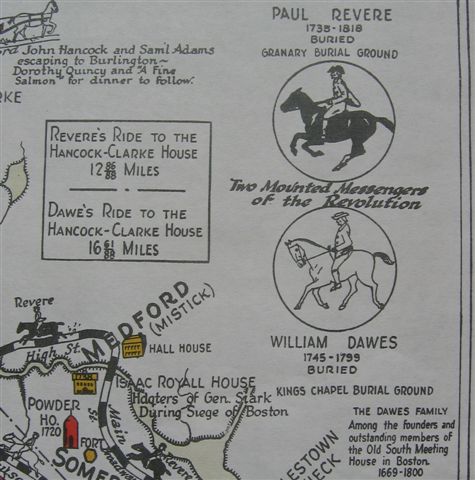 John Hancock and Sam'l Adams
escaping to Burlington~
Dorothy Quincy and "A Fine
Salmon" for dinner to follow.
RKE
PAUL REVERE
1735-1818
BURIED
GRANARY BURIAL GROUND
REVERE'S RIDE TO THE
HANCOCK-CLARKE HOUSE
12 86/88 MILES
DAWE'S RIDE TO THE
HANCOCK-CLARKE HOUSE
16 61/88 MILES
Two Mounted Messengers
of the Revolution
WILLIAM DAWES
1745-1799
BURIED
KINGS CHAPEL BURIAL GROUND
THE DAWES FAMILY
Among the founders and
outstanding members of
the Old South Meeting
House in Boston.
1669-1800
Revere
High St.
MEDFORD
(MISTICK)
HALL HOUSE
ISAAC ROYALL HOUSE
Hdqters of Gen. Stark
During Siege of Boston
POWDER
HO.
1720
FORT
Main
St.
Revere
SOME
LESTOWN
NECK